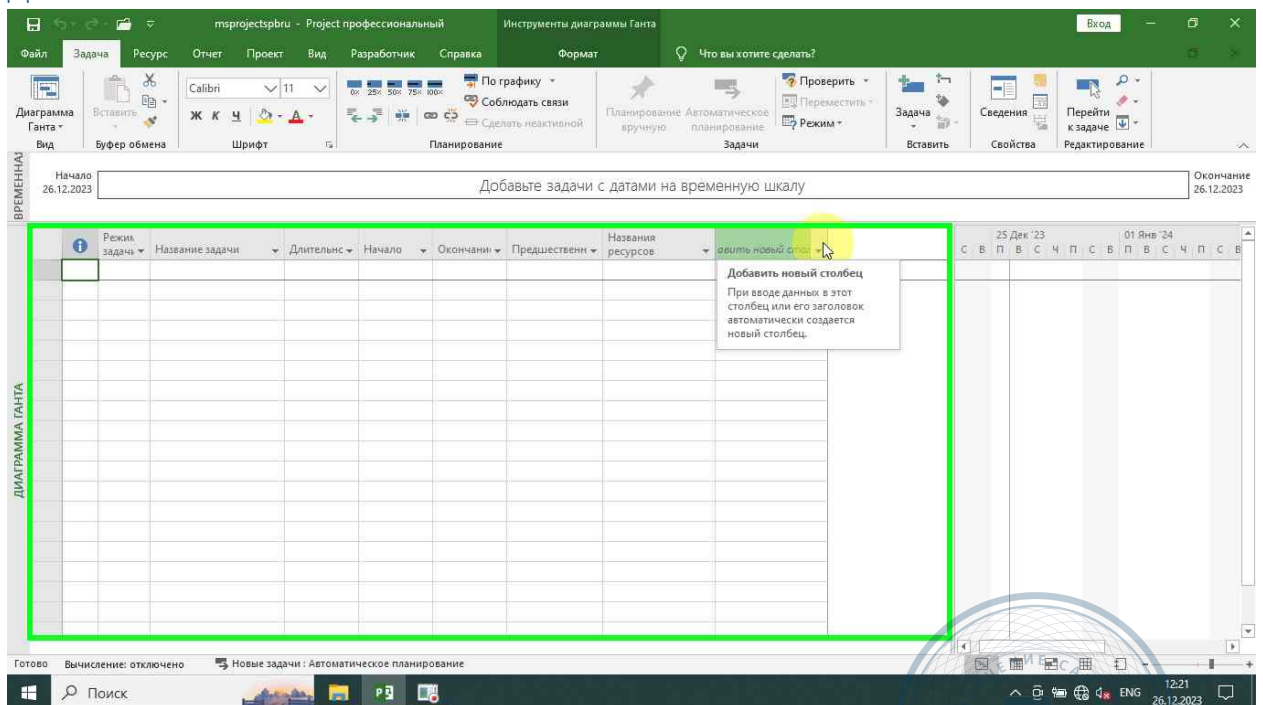 msprojectspbru - Project профессиональный
Инструменты диаграммы Ганта
Вход
Файл Задача Ресурс Отчет Проект Вид Разработчик Справка Формат Что вы хотите сделать?
Диаграмма Ганта
Вид
Вставить
Буфер обмена
Calibri 11
Ж К Ч
Шрифт
0× 25× 50× 75× 100×
По графику
Соблюдать связи
Сделать неактивной
Планирование
Планирование вручную
Автоматическое планирование
Проверить
Переместить
Режим
Задачи
Задача
Вставить
Сведения
Свойства
Перейти к задаче
Редактирование
Начало
26.12.2023
Добавьте задачи с датами на временную шкалу
Окончание
26.12.2023
Режим задачи
Название задачи
Длительнс
Начало
Окончани
Предшественн
Названия ресурсов
25 Дек '23
01 Янв '24
С В П В С Ч П С В П В С Ч П С В
Добавить новый столбец
При вводе данных в этот
столбец или его заголовок
автоматически создается
новый столбец.
ДИАГРАММА ГАНТА
Готово Вычисление: отключено Новые задачи : Автоматическое планирование
Поиск
ENG
12:21
26.12.2023